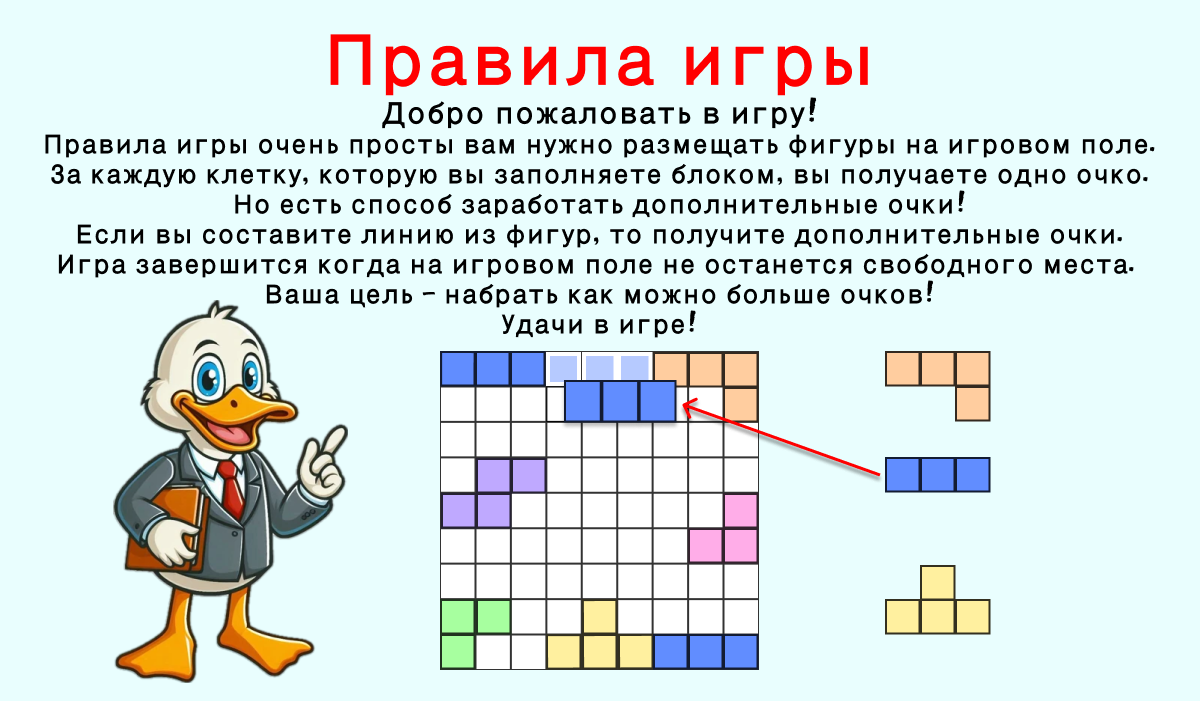 Правила игры
Добро пожаловать в игру!
Правила игры очень просты вам нужно размещать фигуры на игровом поле.
За каждую клетку, которую вы заполняете блоком, вы получаете одно очко.
Но есть способ заработать дополнительные очки!
Если вы составите линию из фигур, то получите дополнительные очки.
Игра завершится когда на игровом поле не останется свободного места.
Ваша цель - набрать как можно больше очков!
Удачи в игре!